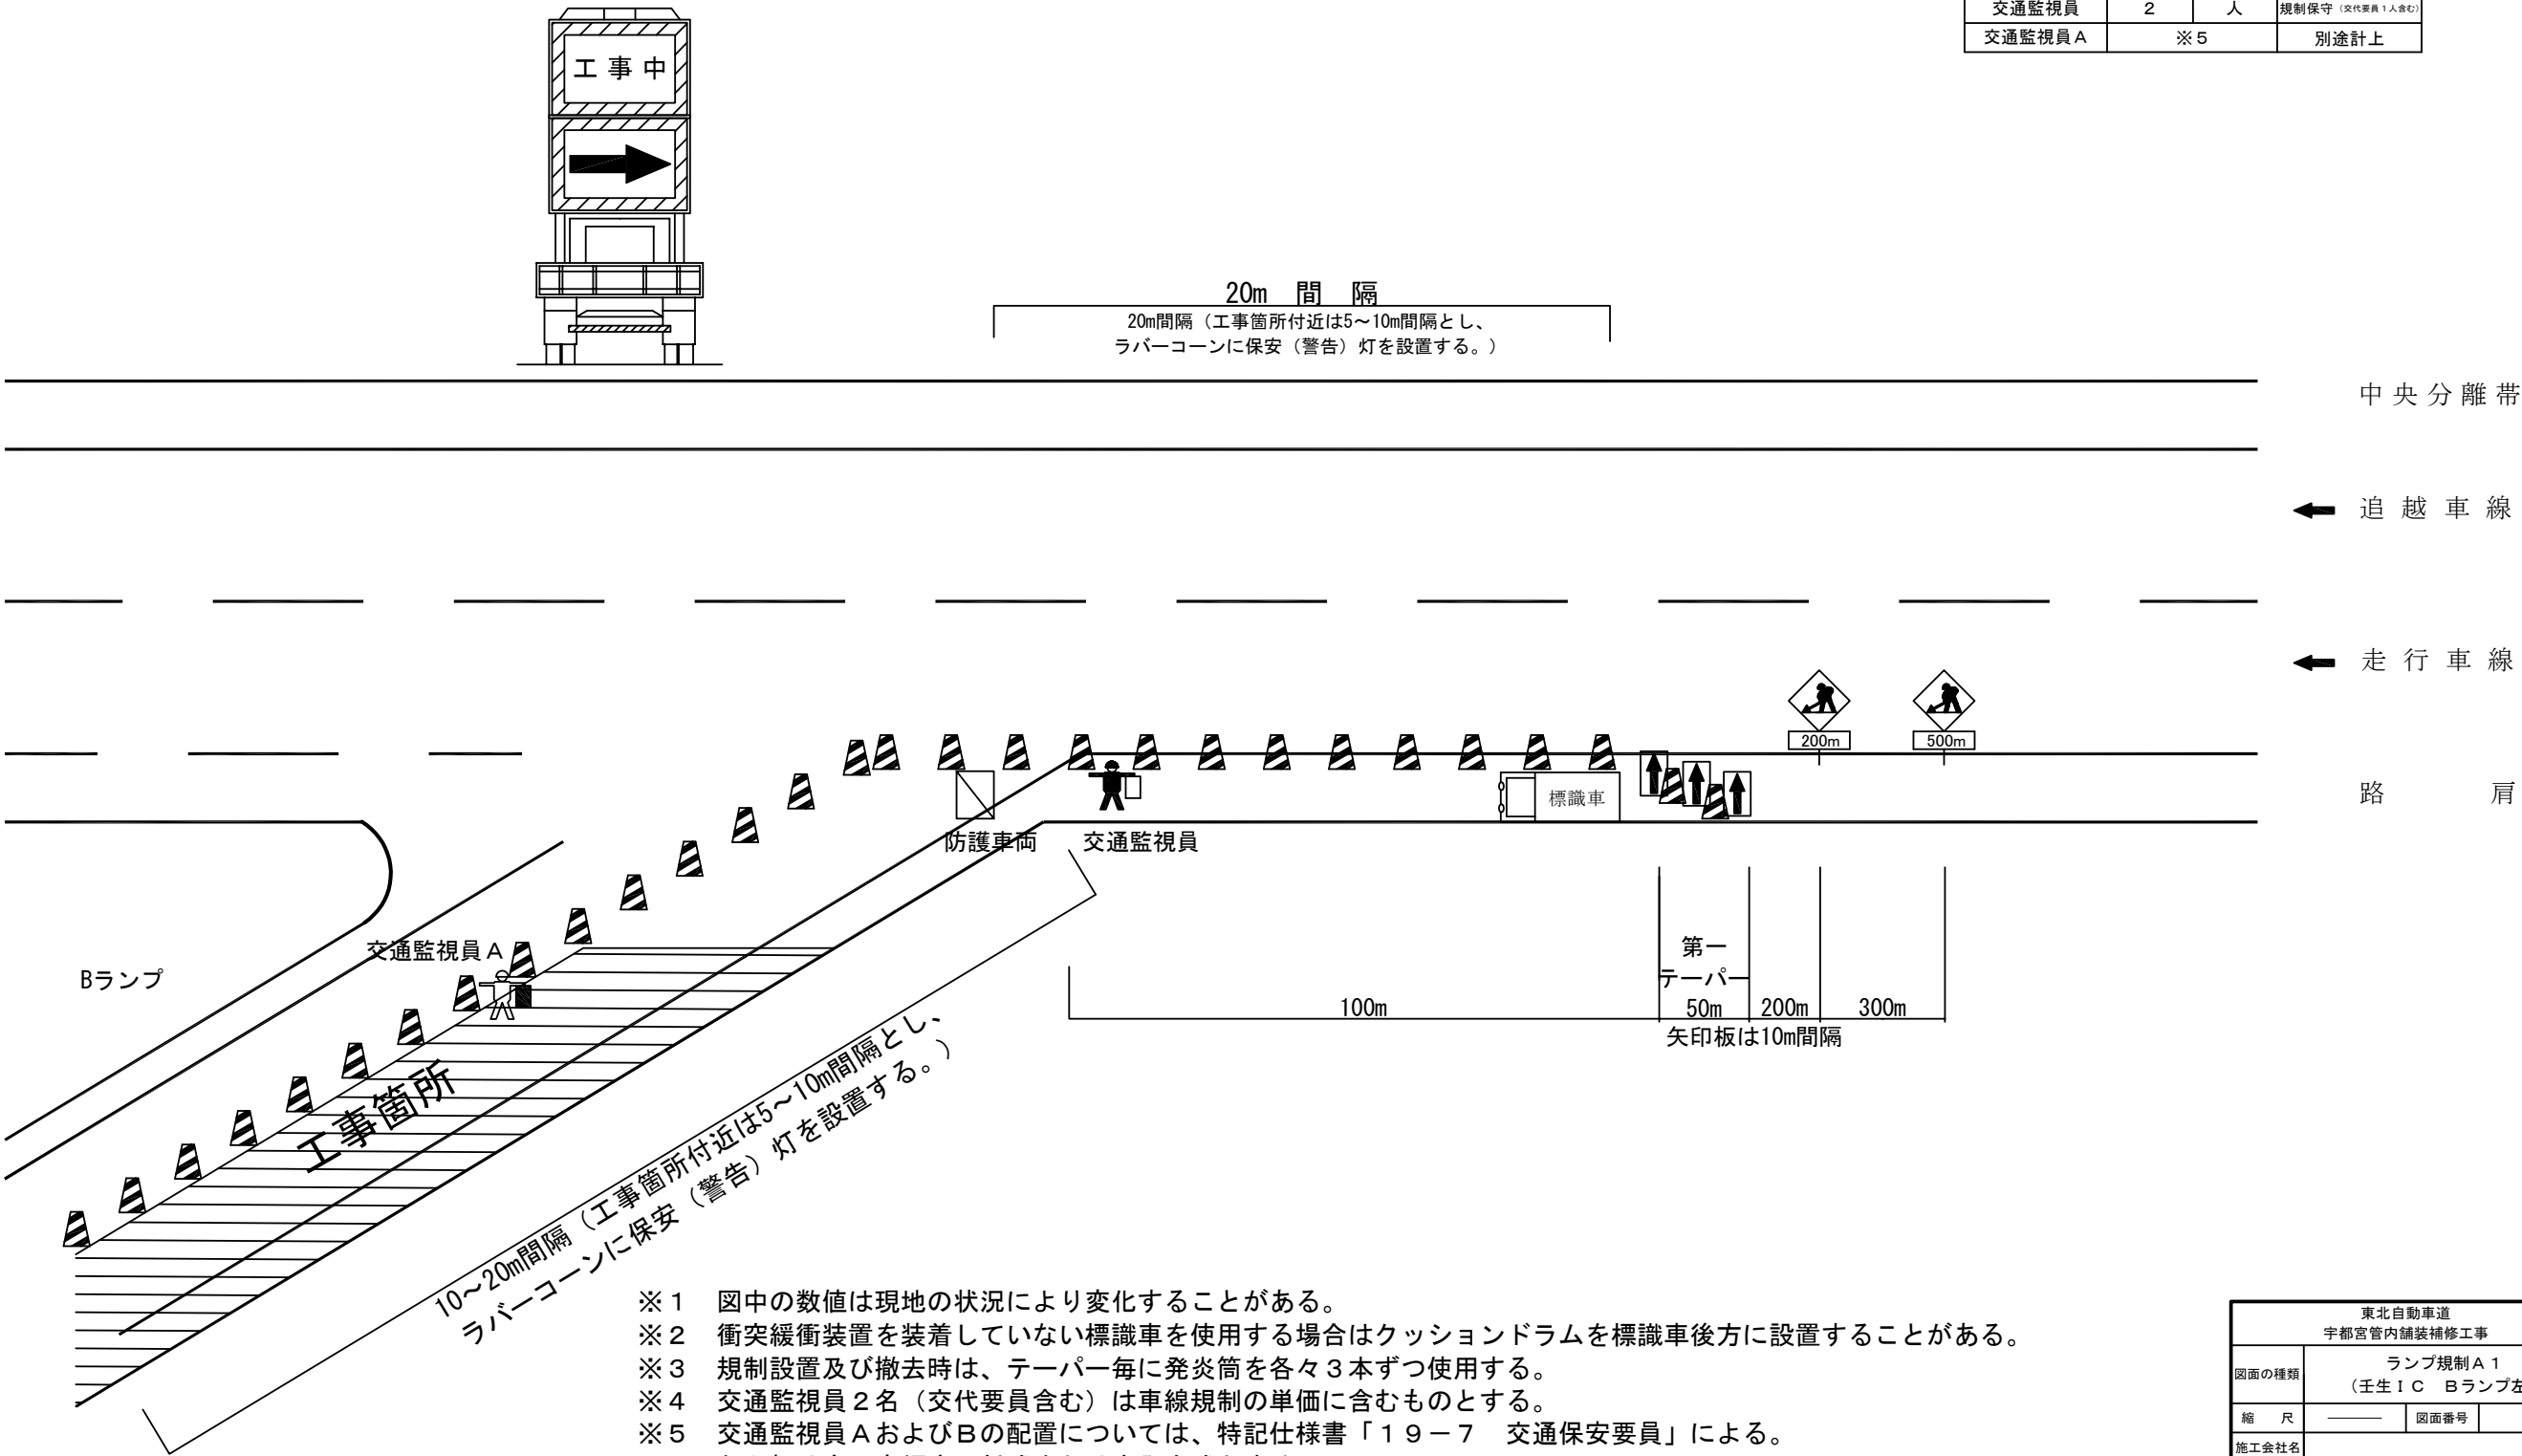 交通監視員 2 人 規制保守（交代要員１人含む）
交通監視員Ａ ※５ 別途計上
工事中
20m 間 隔
20m間隔（工事箇所付近は5～10m間隔とし、
ラバーコーンに保安（警告）灯を設置する。）
中央分離帯
追越車線
走行車線
200m
500m
路 肩
標識車
防護車両
交通監視員
交通監視員Ａ
Bランプ
工事箇所
第一
テーパー
100m
50m
200m
300m
矢印板は10m間隔
10～20m間隔（工事箇所付近は5～10m間隔とし、
ラバーコーンに保安（警告）灯を設置する。）
※１ 図中の数値は現地の状況により変化することがある。
※２ 衝突緩衝装置を装着していない標識車を使用する場合はクッションドラムを標識車後方に設置することがある。
※３ 規制設置及び撤去時は、テーパー毎に発炎筒を各々３本ずつ使用する。
※４ 交通監視員２名（交代要員含む）は車線規制の単価に含むものとする。
※５ 交通監視員ＡおよびＢの配置については、特記仕様書「１９－７ 交通保安要員」による。
東北自動車道
宇都宮管内舗装補修工事
図面の種類
ランプ規制Ａ１
（壬生ＩＣ Ｂランプ左
縮 尺
図面番号
施工会社名